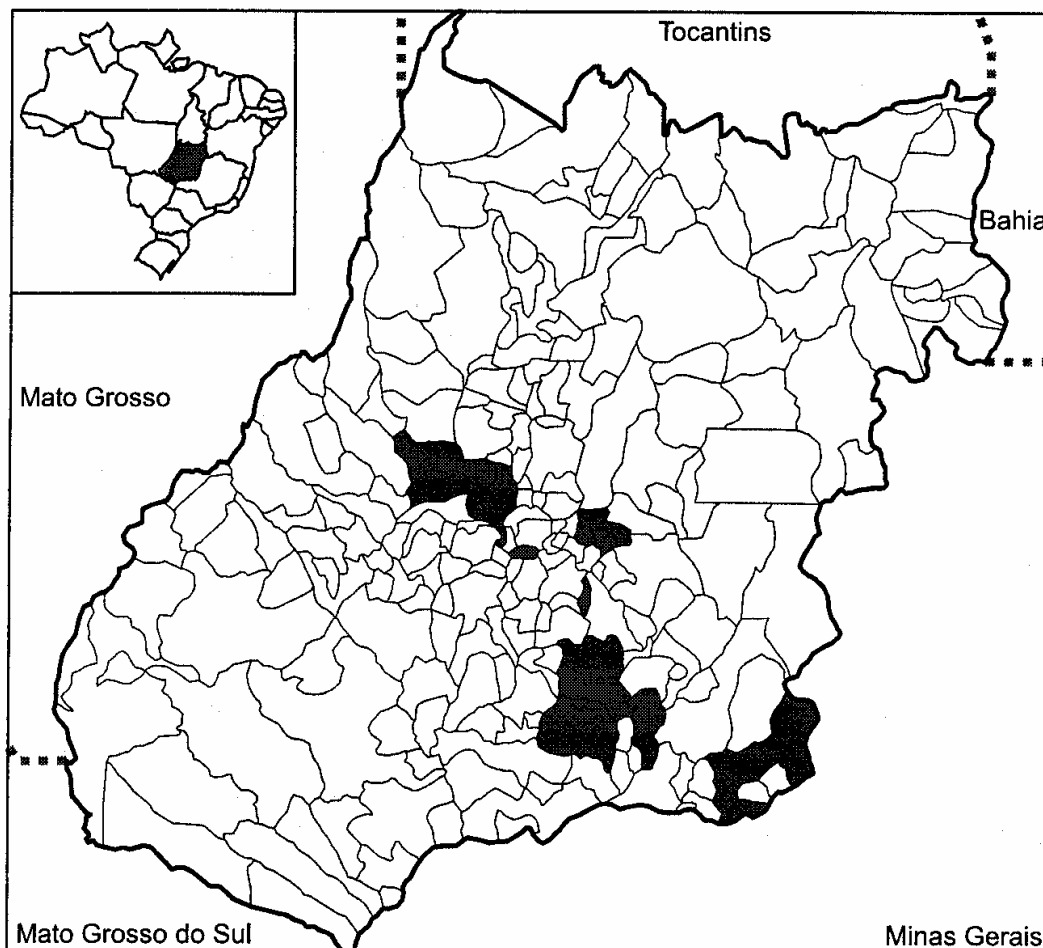 Tocantins
Bahia
Mato Grosso
Mato Grosso do Sul
Minas Gerais